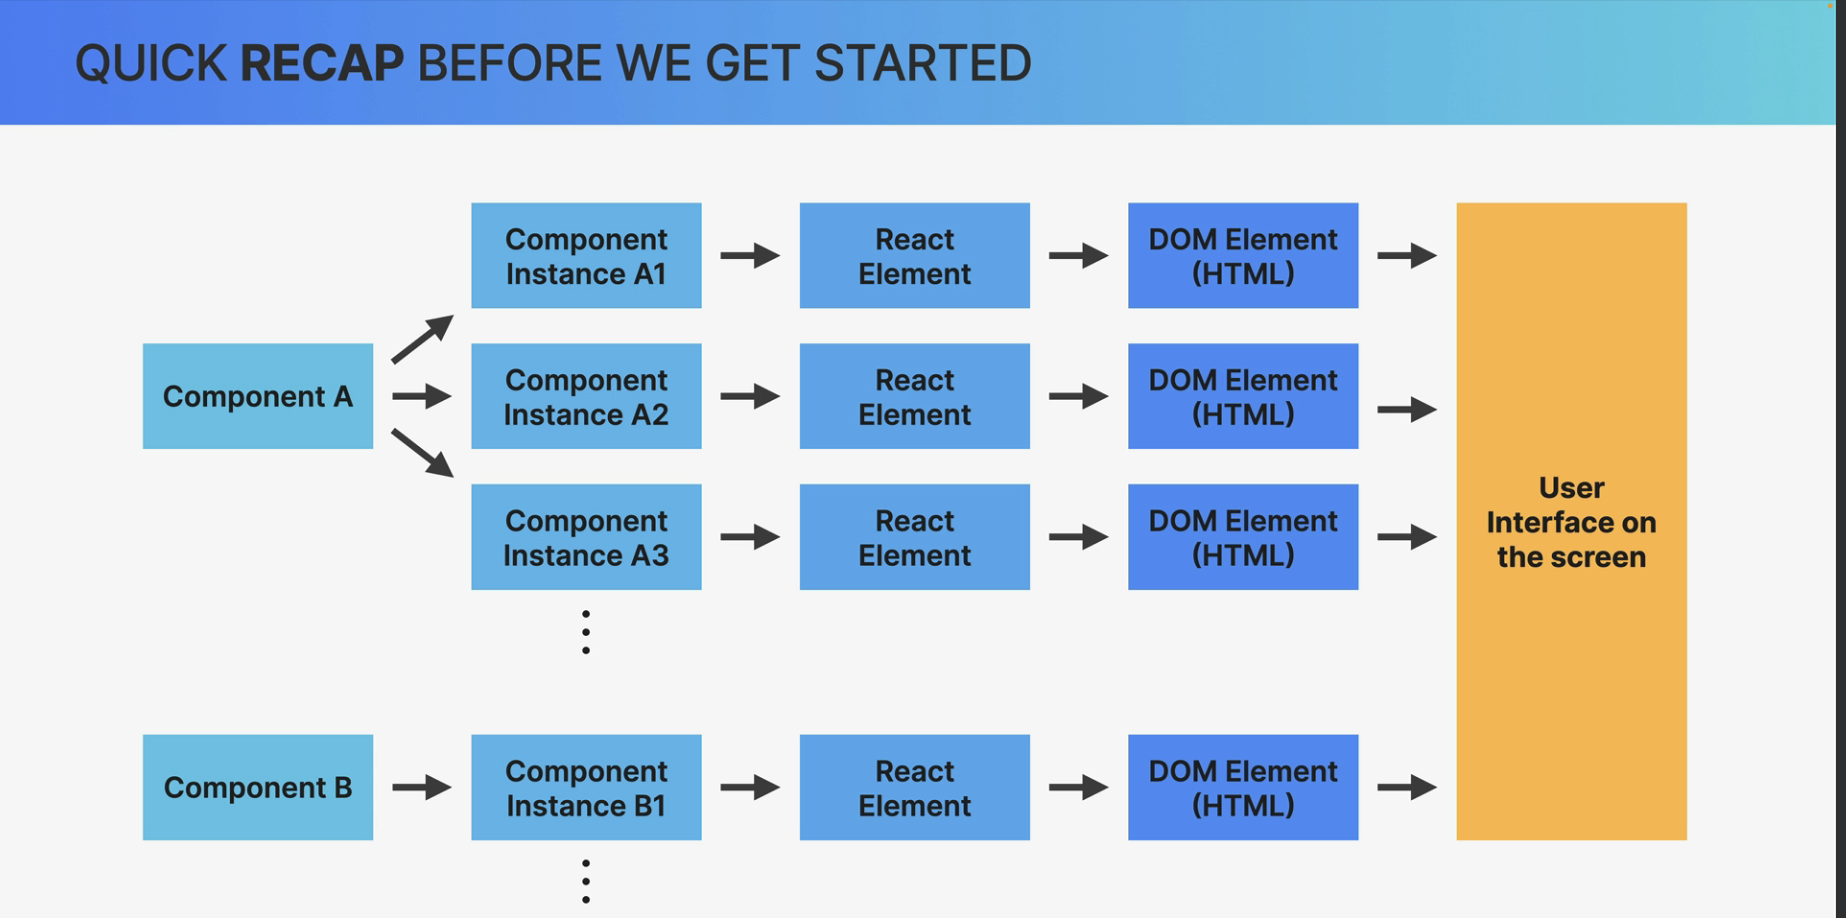 QUICK RECAP BEFORE WE GET STARTED
Component
Instance A1
React
Element
DOM Element
(HTML)
Component A
Component
Instance A2
React
Element
DOM Element
(HTML)
Component
Instance A3
React
Element
DOM Element
(HTML)
User
Interface on
the screen
Component B
Component
Instance B1
React
Element
DOM Element
(HTML)